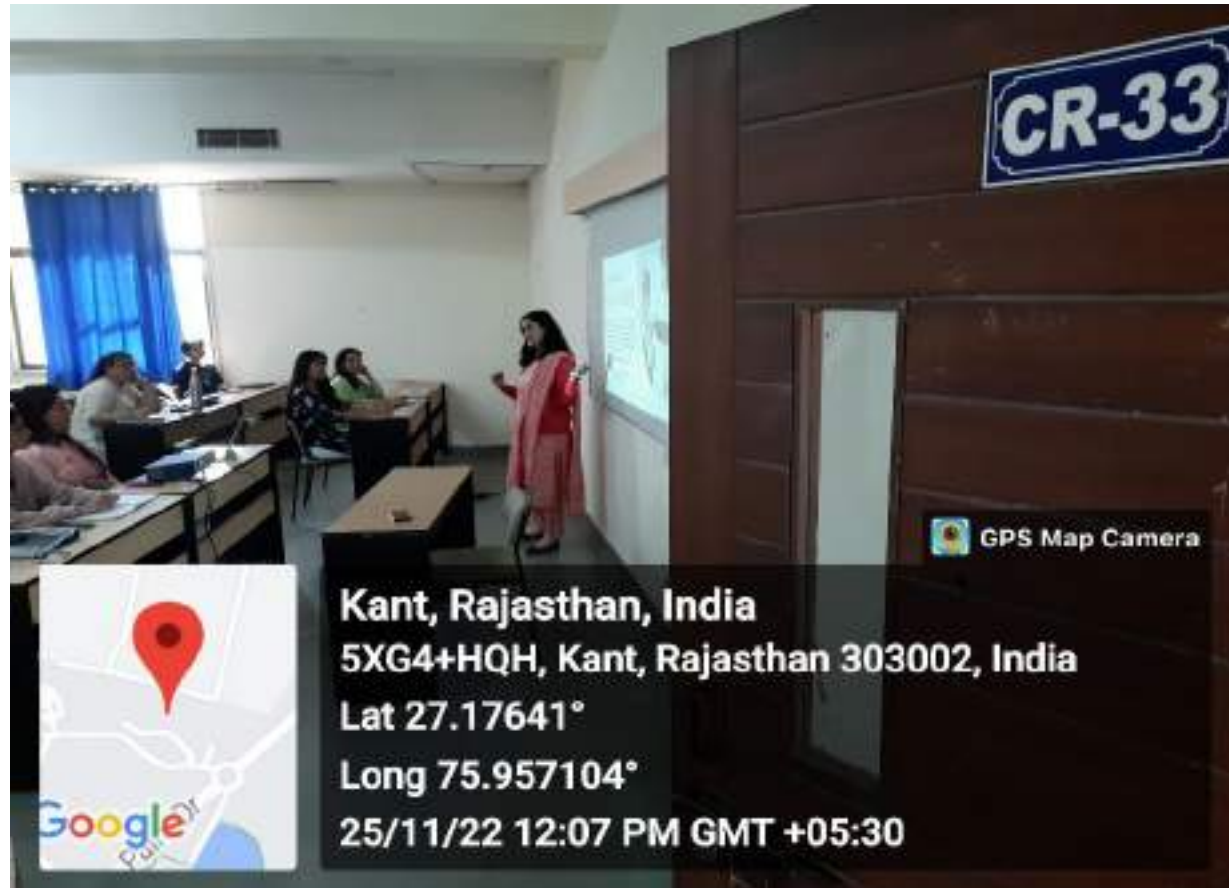 CR-33
GPS Map Camera
Kant, Rajasthan, India
5XG4+HQH, Kant, Rajasthan 303002, India
Lat 27.17641°
Long 75.957104°
25/11/22 12:07 PM GMT +05:30
Google